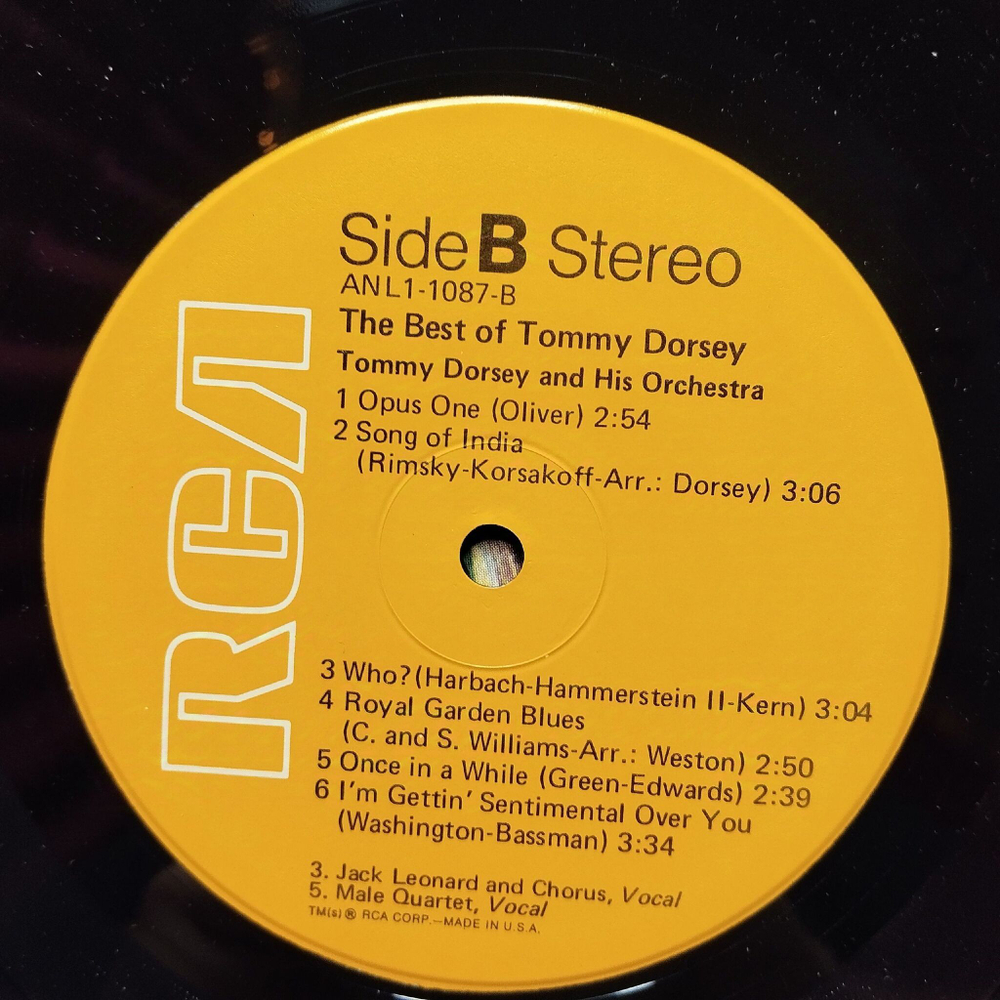 Side B Stereo
ANL1-1087-B
The Best of Tommy Dorsey
Tommy Dorsey and His Orchestra
1 Opus One (Oliver) 2:54
2 Song of India
(Rimsky-Korsakoff-Arr.: Dorsey) 3:06
RCA
3 Who? (Harbach-Hammerstein II-Kern) 3:04
4 Royal Garden Blues
(C. and S. Williams-Arr.: Weston) 2:50
5 Once in a While (Green-Edwards) 2:39
6 I'm Gettin' Sentimental Over You
(Washington-Bassman) 3:34
3. Jack Leonard and Chorus, Vocal
5. Male Quartet, Vocal
TM(s) ® RCA CORP.—MADE IN U.S.A.